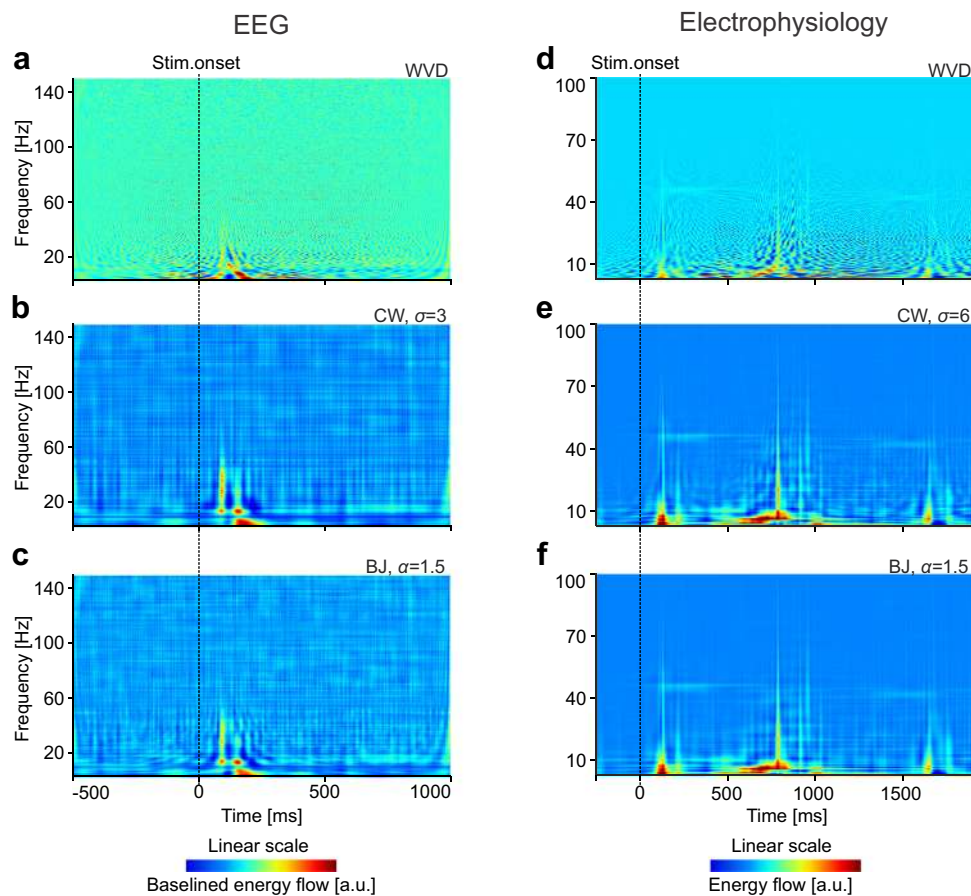 EEG
Electrophysiology
a
Stim.onset
WVD
140
100
60
20
Frequency [Hz]
b
CW, σ=3
140
100
60
20
Frequency [Hz]
c
BJ, α=1.5
140
100
60
20
Frequency [Hz]
-500
0
500
1000
Time [ms]
Linear scale
Baselined energy flow [a.u.]
d
Stim.onset
WVD
100
70
40
10
e
CW, σ=6
100
70
40
10
f
BJ, α=1.5
100
70
40
10
0
500
1000
1500
Time [ms]
Linear scale
Energy flow [a.u.]